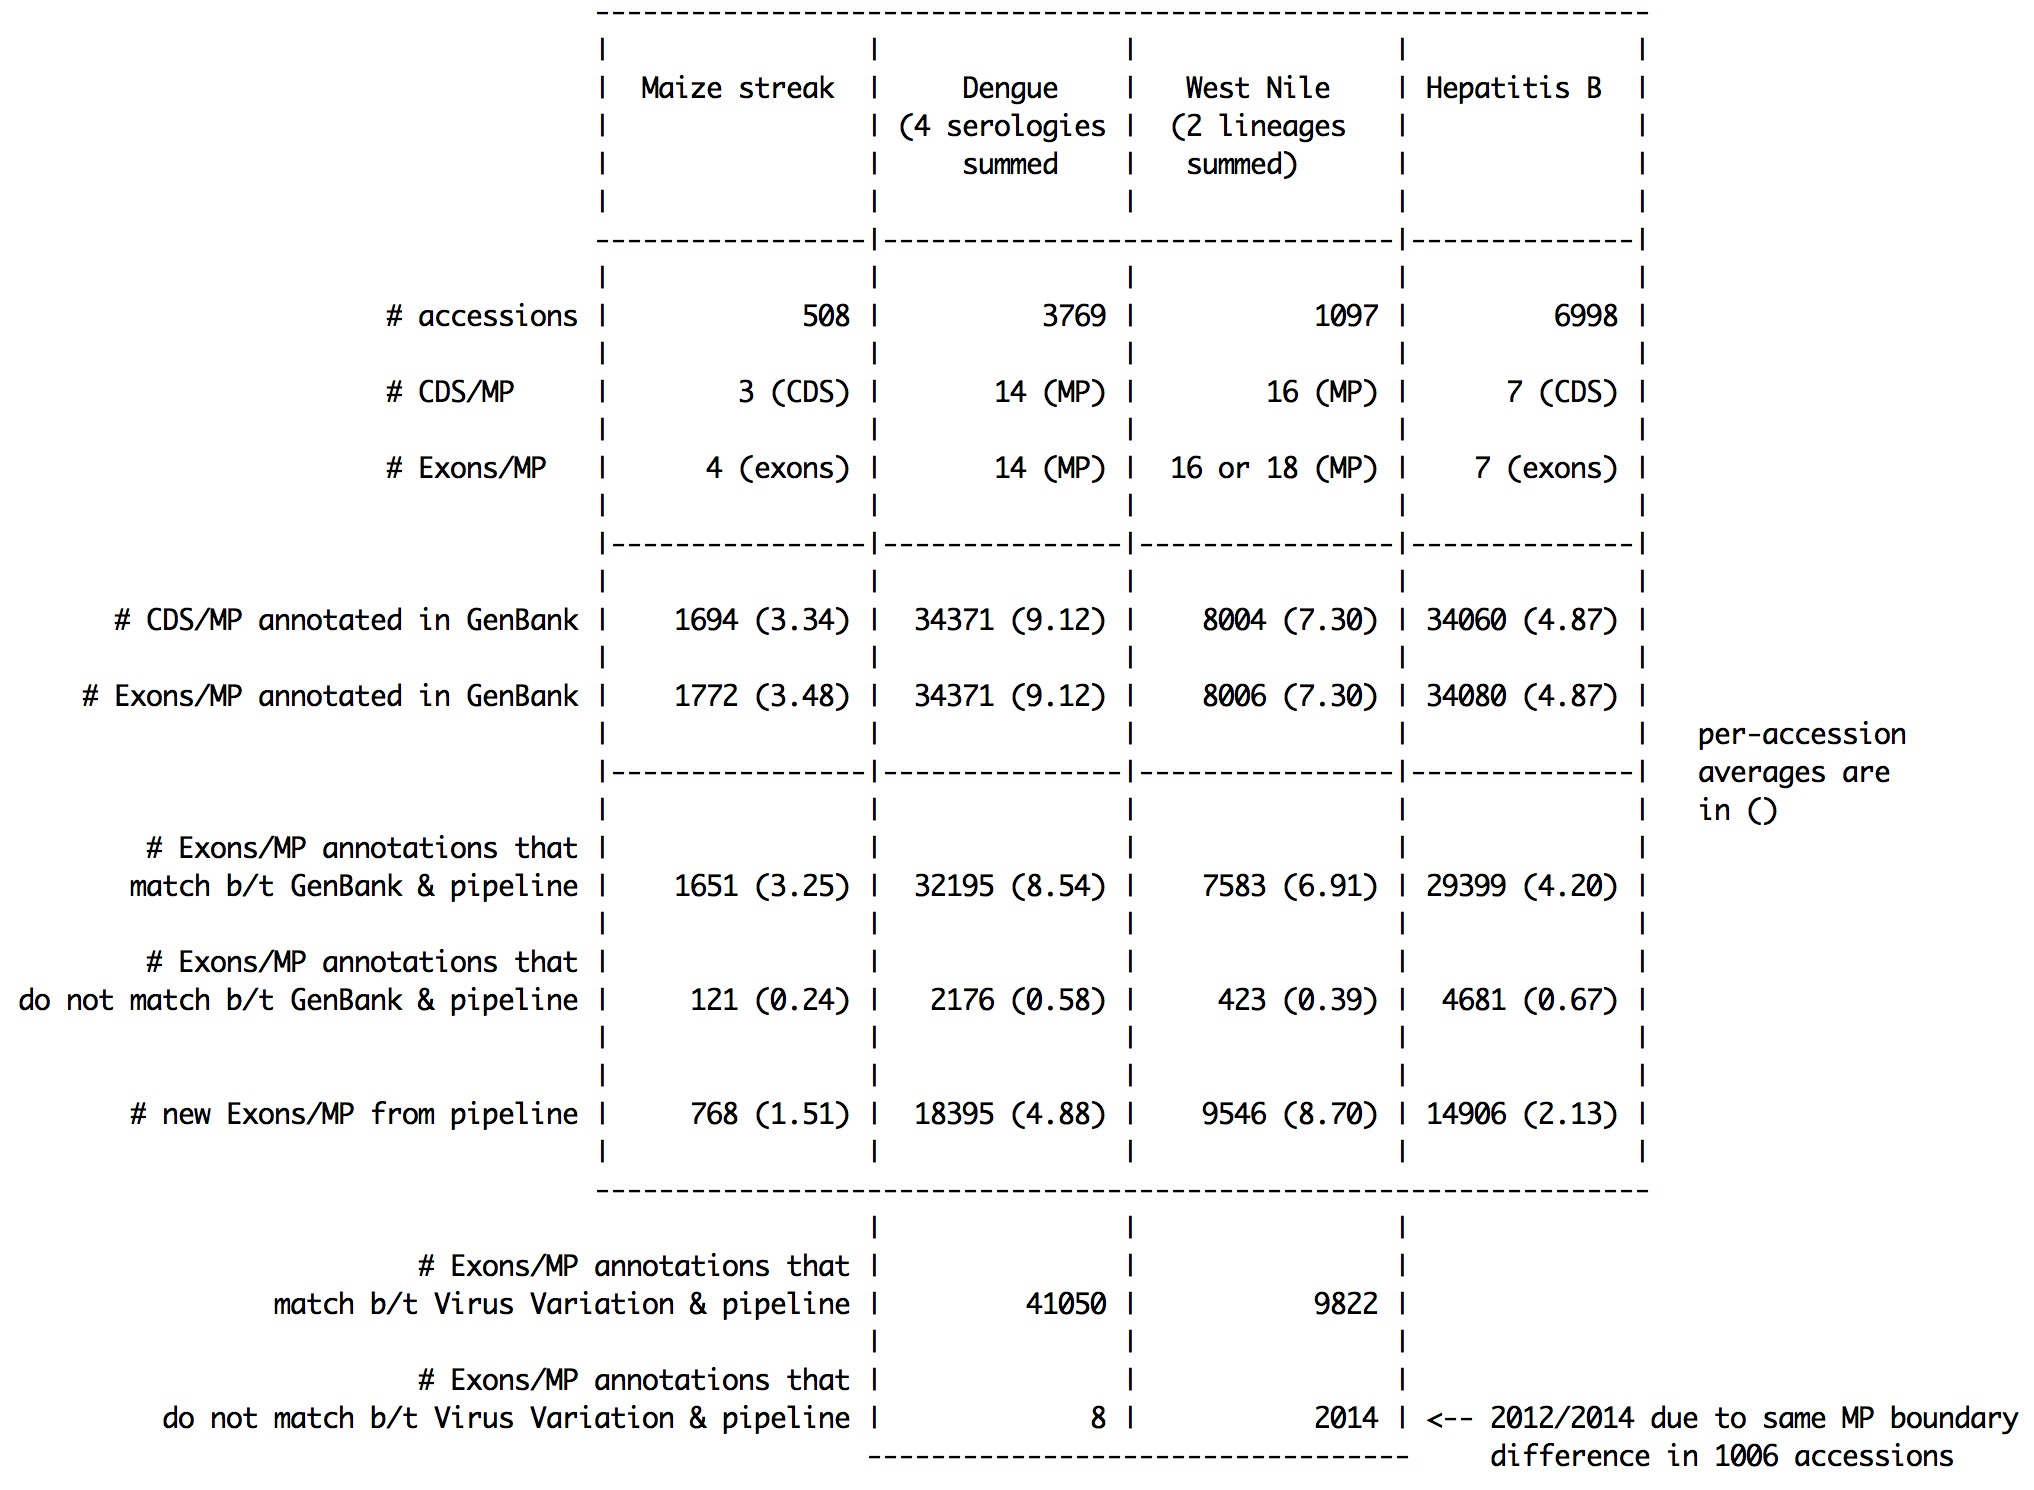 ------------------------------------------------------------------
| | | | |
| Maize streak | Dengue | West Nile | Hepatitis B |
| | (4 serologies | (2 lineages | |
| | summed | summed) | |
| | | | |
-----------------|--------------------------------|--------------|
| | | | |
# accessions | 508 | 3769 | 1097 | 6998 |
| | | | |
# CDS/MP | 3 (CDS) | 14 (MP) | 16 (MP) | 7 (CDS) |
| | | | |
# Exons/MP | 4 (exons) | 14 (MP) | 16 or 18 (MP) | 7 (exons) |
| | | | |
|----------------|---------------|----------------|--------------|
| | | | |
# CDS/MP annotated in GenBank | 1694 (3.34) | 34371 (9.12) | 8004 (7.30) | 34060 (4.87) |
| | | | |
# Exons/MP annotated in GenBank | 1772 (3.48) | 34371 (9.12) | 8006 (7.30) | 34080 (4.87) |
| | | | | per-accession
|----------------|---------------|----------------|--------------| averages are
| | | | | in ()
# Exons/MP annotations that | | | | |
match b/t GenBank & pipeline | 1651 (3.25) | 32195 (8.54) | 7583 (6.91) | 29399 (4.20) |
| | | | |
# Exons/MP annotations that | | | | |
do not match b/t GenBank & pipeline | 121 (0.24) | 2176 (0.58) | 423 (0.39) | 4681 (0.67) |
| | | | |
| | | | |
# new Exons/MP from pipeline | 768 (1.51) | 18395 (4.88) | 9546 (8.70) | 14906 (2.13) |
| | | | |
------------------------------------------------------------------
| | |
# Exons/MP annotations that | | |
match b/t Virus Variation & pipeline | 41050 | 9822 |
| | |
# Exons/MP annotations that | | |
do not match b/t Virus Variation & pipeline | 8 | 2014 | <-- 2012/2014 due to same MP boundary
---------------------------------- difference in 1006 accessions